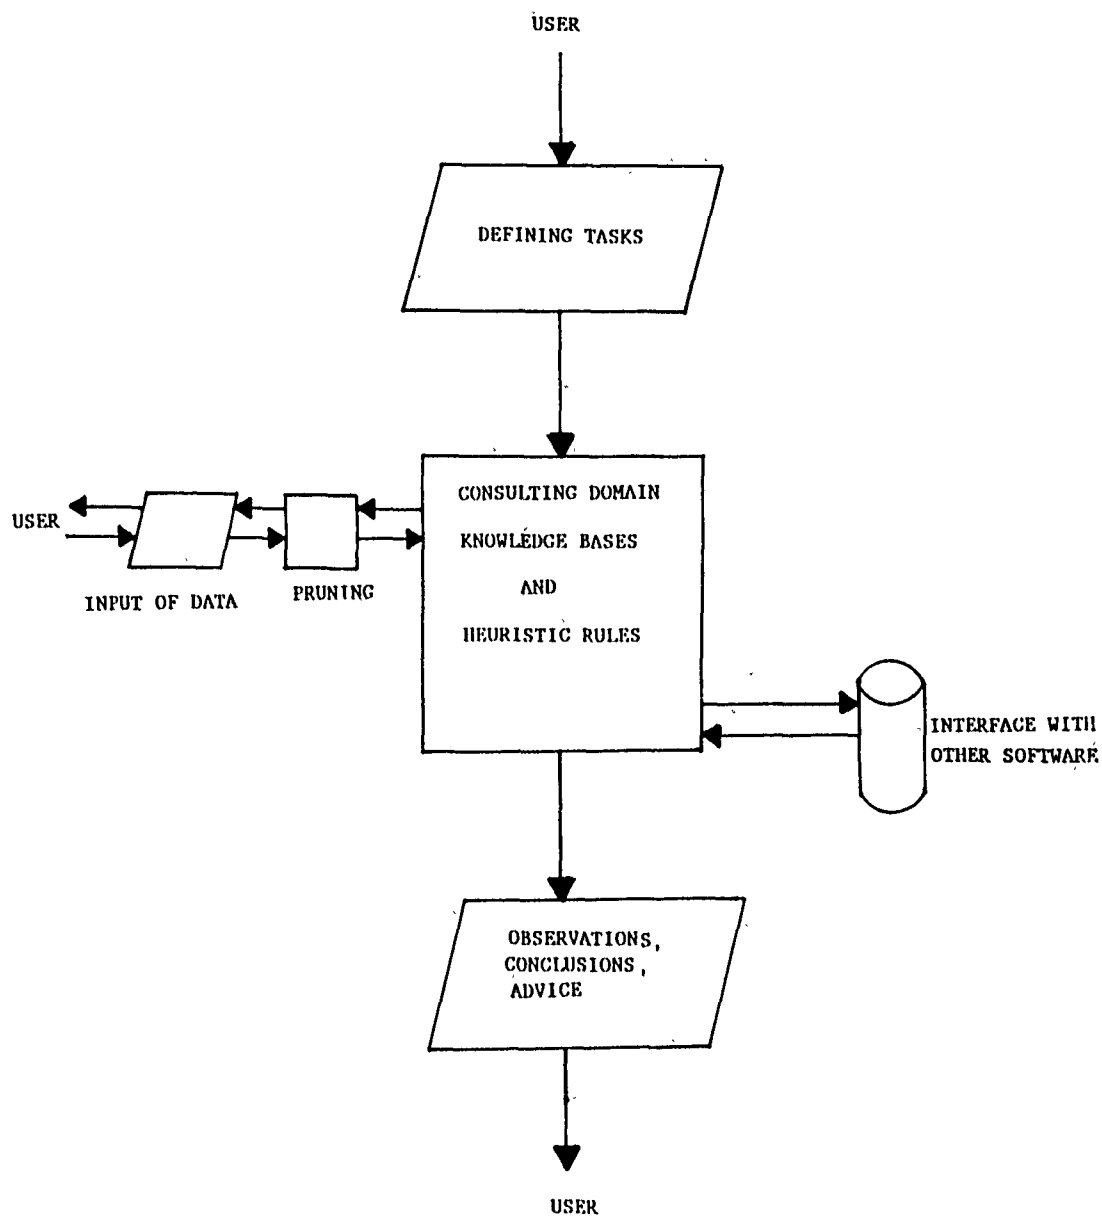 USER
DEFINING TASKS
CONSULTING DOMAIN
KNOWLEDGE BASES
AND
HEURISTIC RULES
USER
INPUT OF DATA
PRUNING
INTERFACE WITH
OTHER SOFTWARE
OBSERVATIONS,
CONCLUSIONS,
ADVICE
USER